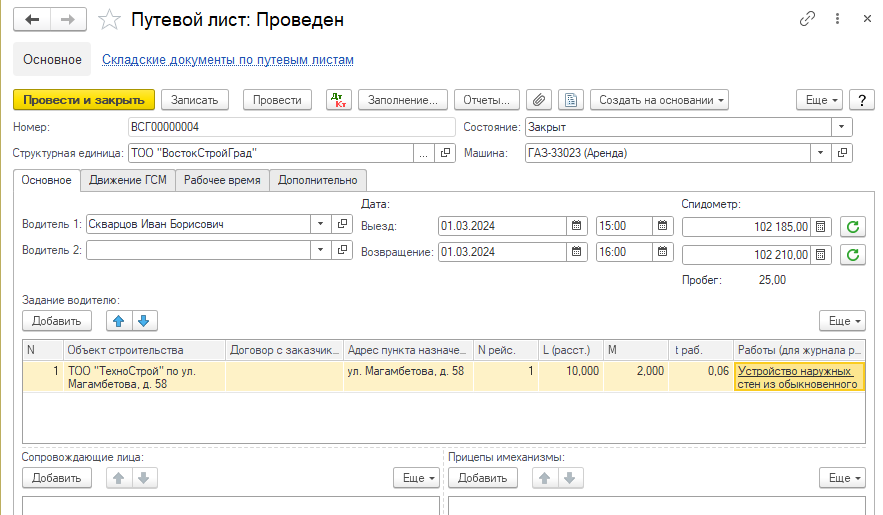 Путевой лист: Проведен
Основное Складские документы по путевым листам
Провести и закрыть Записать Провести Дт Кт Заполнение... Отчеты... Создать на основании Еще ?
Номер: ВСГ00000004 Состояние: Закрыт
Структурная единица: ТОО "ВостокСтройГрад" ... Машина: ГАЗ-33023 (Аренда)
Основное Движение ГСМ Рабочее время Дополнительно
Дата: Спидометр:
Водитель 1: Скварцов Иван Борисович Выезд: 01.03.2024 15:00 102 185,00
Водитель 2: Возвращение: 01.03.2024 16:00 102 210,00
Пробег: 25,00
Задание водителю:
Добавить Еще
N Объект строительства Договор с заказчик... Адрес пункта назначе... N рейс. L (расст.) М t раб. Работы (для журнала р...
1 ТОО "ТехноСтрой" по ул. ул. Магамбетова, д. 58 1 10,000 2,000 0,06 Устройство наружных
Магамбетова, д. 58 стен из обыкновенного
Сопровождающие лица: Прицепы имеханизмы:
Добавить Еще Добавить Еще